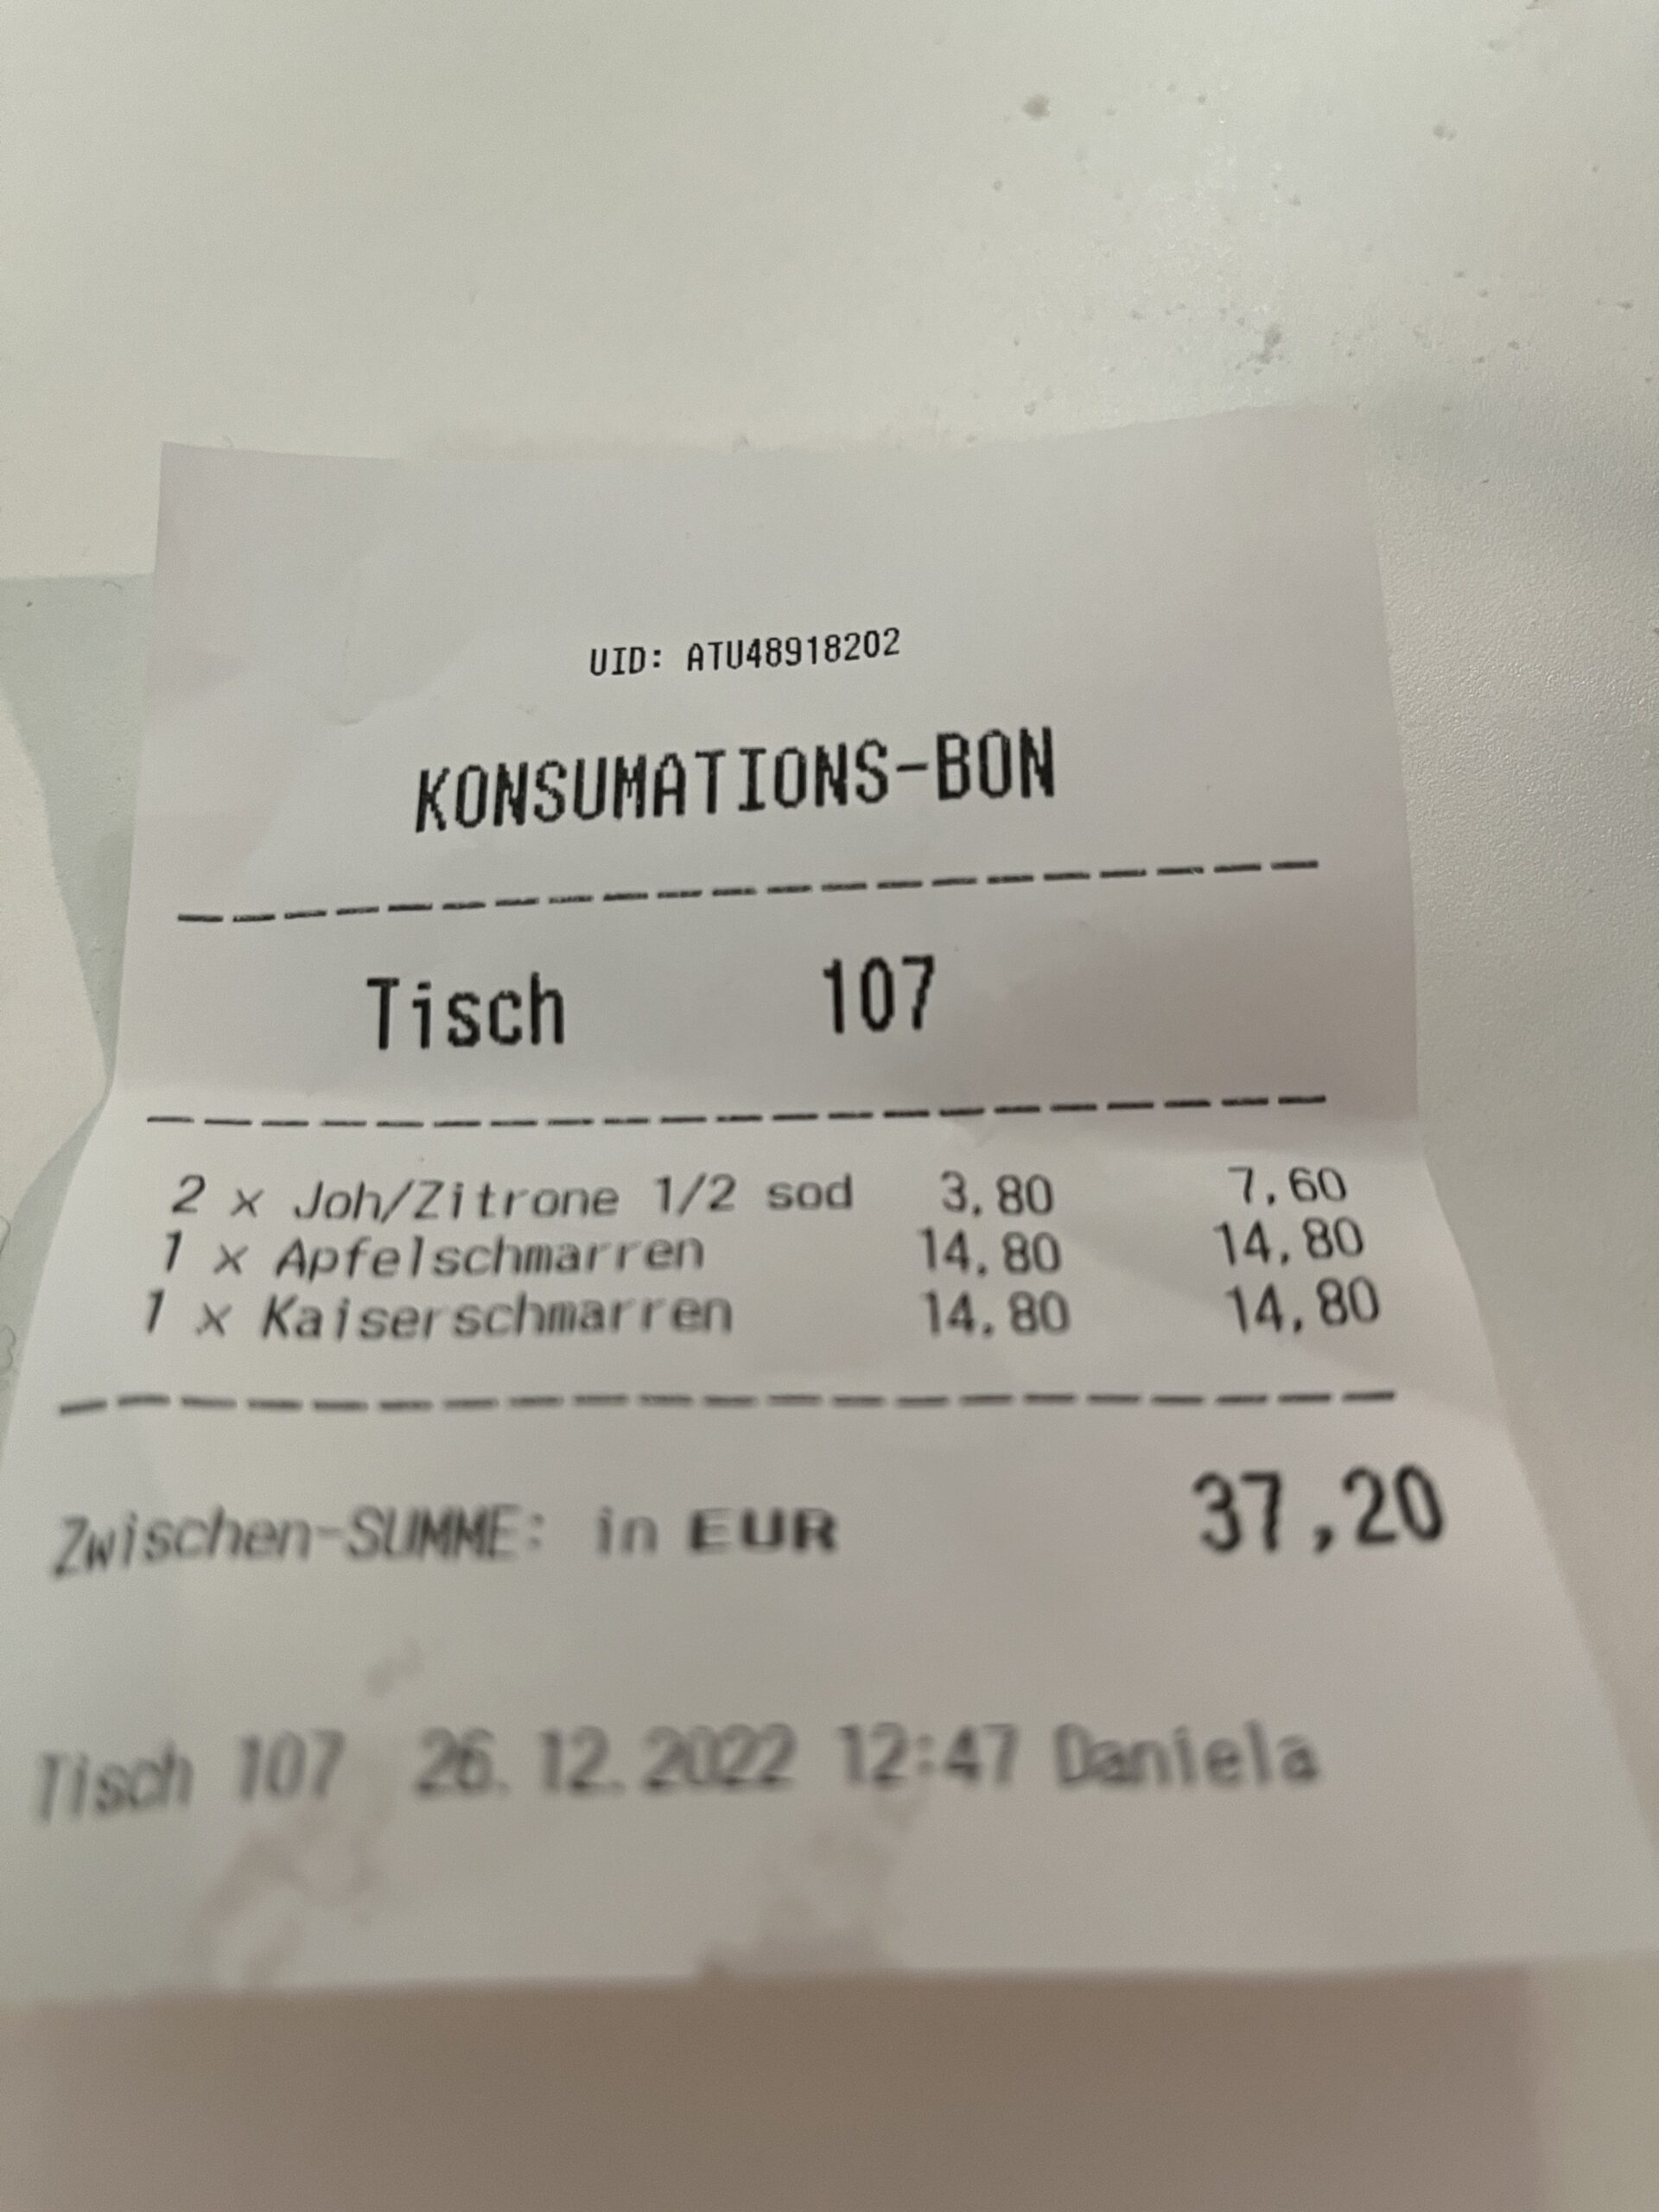 UID: ATU48918202
KONSUMATIONS-BON
Tisch 107
2 x Joh/Zitrone 1/2 sod 3,80 7,60
1 x Apfelschmarren 14,80 14,80
1 x Kaiserschmarren 14,80 14,80
Zwischen-SUMME: in EUR 37,20
Tisch 107 26.12.2022 12:47 Daniela